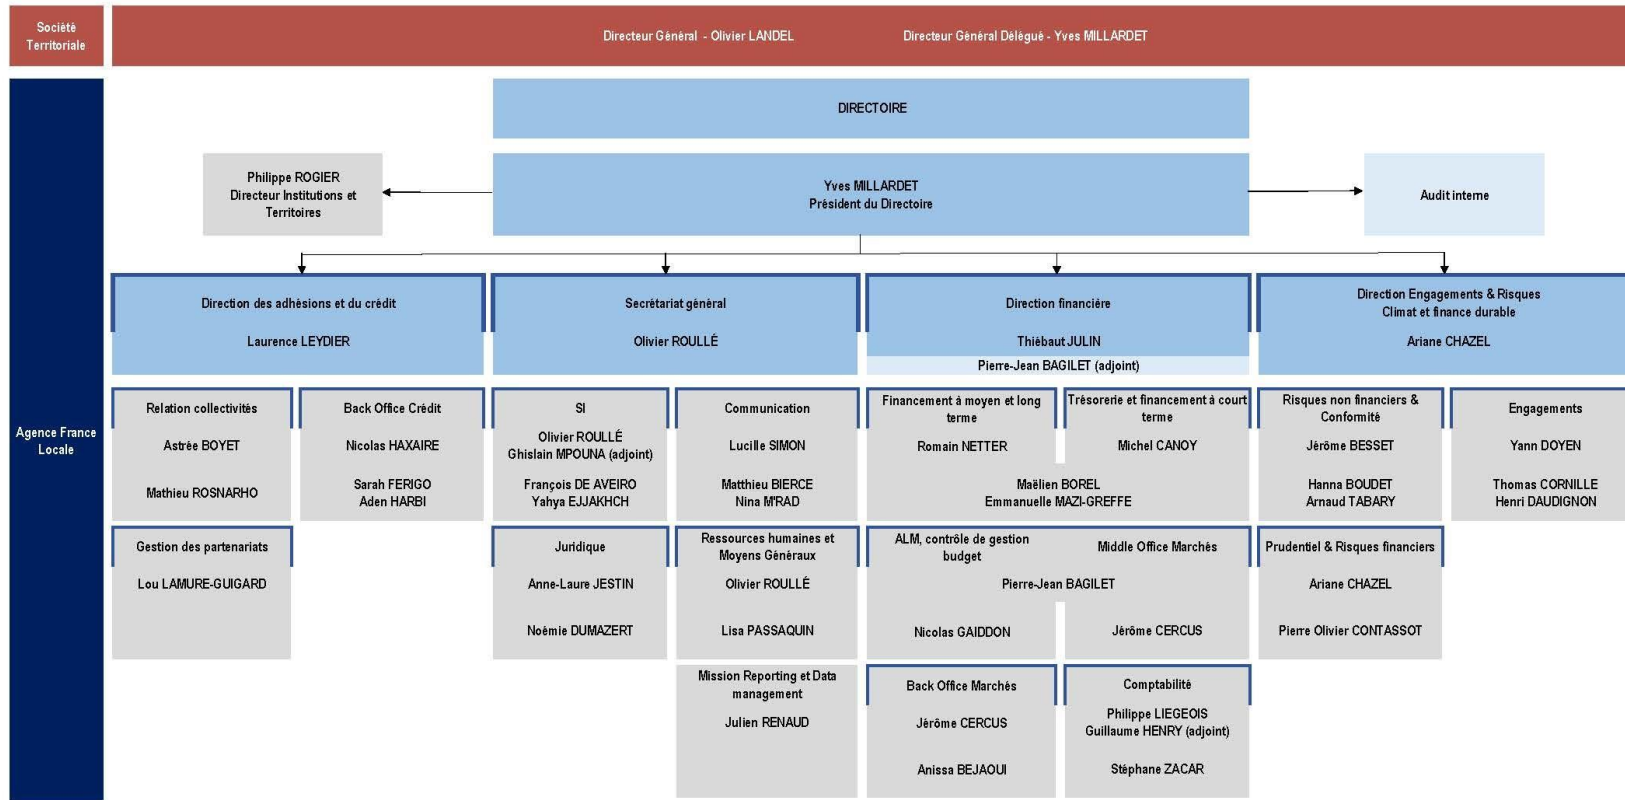 Société
Territoriale
Directeur Général - Olivier LANDEL
Directeur Général Délégué - Yves MILLARDET
Agence France
Locale
DIRECTOIRE
Philippe ROGIER
Directeur Institutions et
Territoires
Yves MILLARDET
Président du Directoire
Audit interne
Direction des adhésions et du crédit
Laurence LEYDIER
Secrétariat général
Olivier ROULLÉ
Direction financière
Thiébaut JULIN
Pierre-Jean BAGILET (adjoint)
Direction Engagements & Risques
Climat et finance durable
Ariane CHAZEL
Relation collectivités
Astrée BOYET
Mathieu ROSNARHO
Back Office Crédit
Nicolas HAXAIRE
Sarah FERIGO
Aden HARBI
SI
Olivier ROULLÉ
Ghislain MPOUNA (adjoint)
François DE AVEIRO
Yahya EJJAKHCH
Communication
Lucille SIMON
Matthieu BIERCE
Nina M'RAD
Financement à moyen et long
terme
Romain NETTER
Trésorerie et financement à court
terme
Michel CANOY
Maëlien BOREL
Emmanuelle MAZI-GREFFE
Risques non financiers &
Conformité
Jérôme BESSET
Hanna BOUDET
Arnaud TABARY
Engagements
Yann DOYEN
Thomas CORNILLE
Henri DAUDIGNON
Gestion des partenariats
Lou LAMURE-GUIGARD
Juridique
Anne-Laure JESTIN
Noémie DUMAZERT
Ressources humaines et
Moyens Généraux
Olivier ROULLÉ
Lisa PASSAQUIN
ALM, contrôle de gestion
budget
Middle Office Marchés
Pierre-Jean BAGILET
Nicolas GAIDDON
Jérôme CERCUS
Prudentiel & Risques financiers
Ariane CHAZEL
Pierre Olivier CONTASSOT
Mission Reporting et Data
management
Julien RENAUD
Back Office Marchés
Jérôme CERCUS
Anissa BEJAOUI
Comptabilité
Philippe LIEGEOIS
Guillaume HENRY (adjoint)
Stéphane ZACAR